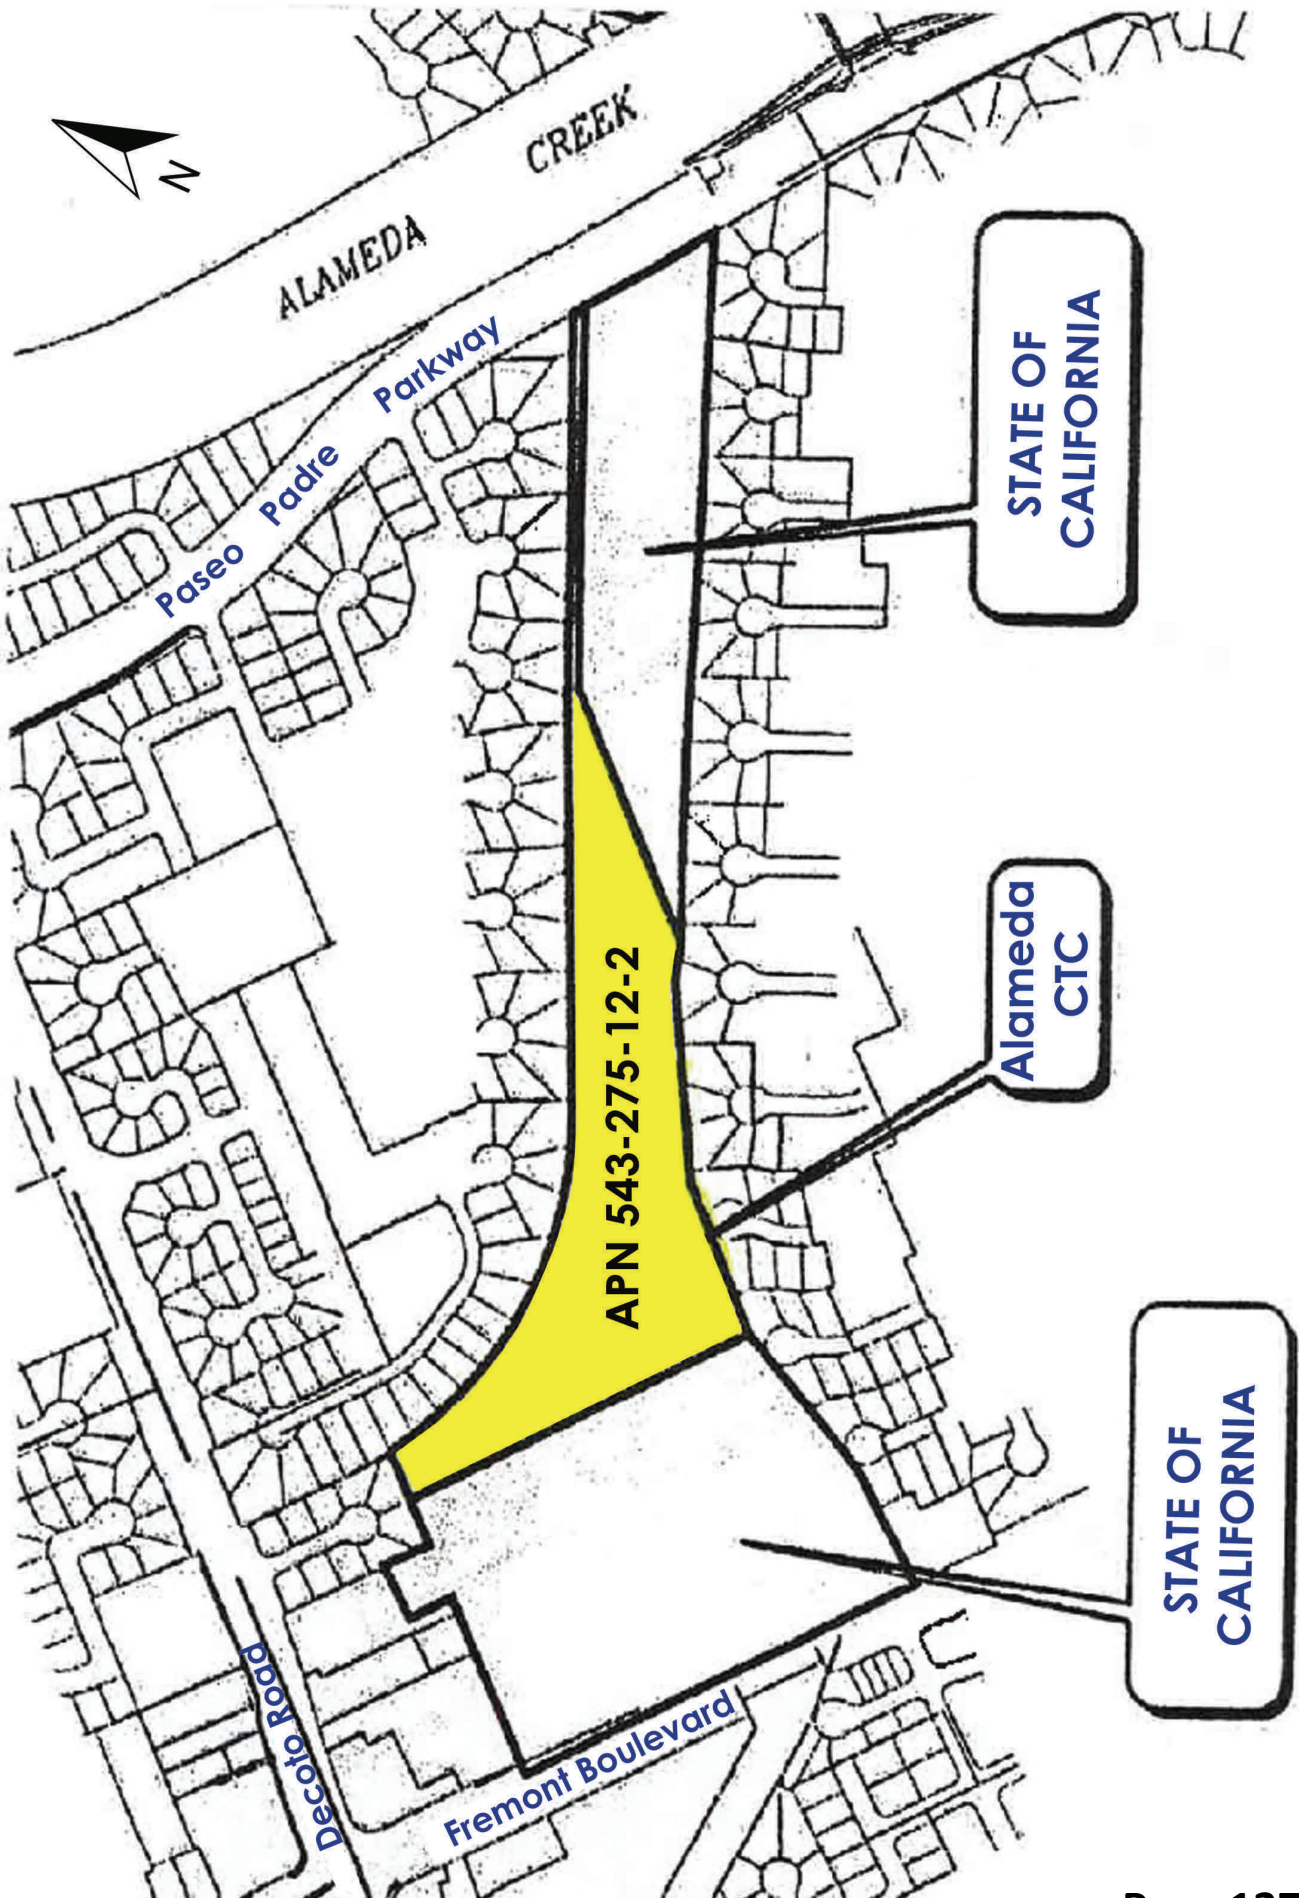 N
ALAMEDA
CREEK
Paseo
Padre
Parkway
STATE OF
CALIFORNIA
APN 543-275-12-2
Alameda
CTC
STATE OF
CALIFORNIA
Decoto Road
Fremont Boulevard